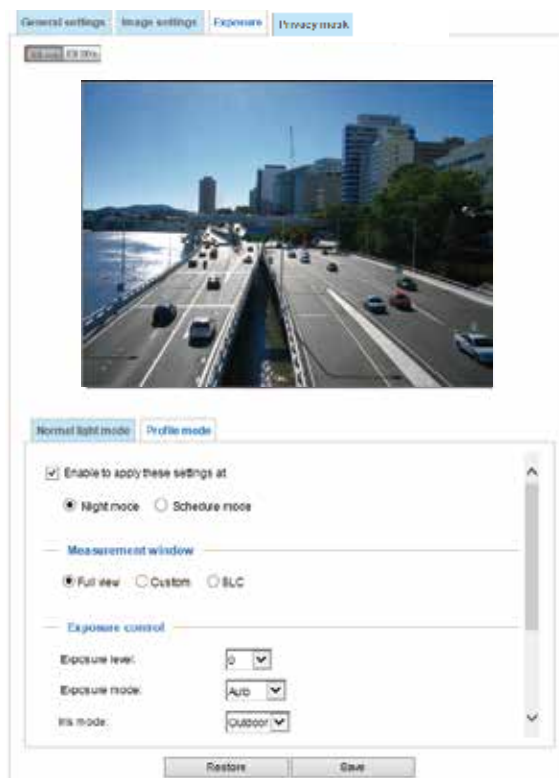 General settings Image settings Exposure Privacy mask
Normal light mode Profile mode
Enable to apply these settings at
Night mode Schedule mode
Measurement window
Full view Custom BLC
Exposure control
Exposure level: 0
Exposure mode: Auto
Iris mode: Outdoor
Restore Save